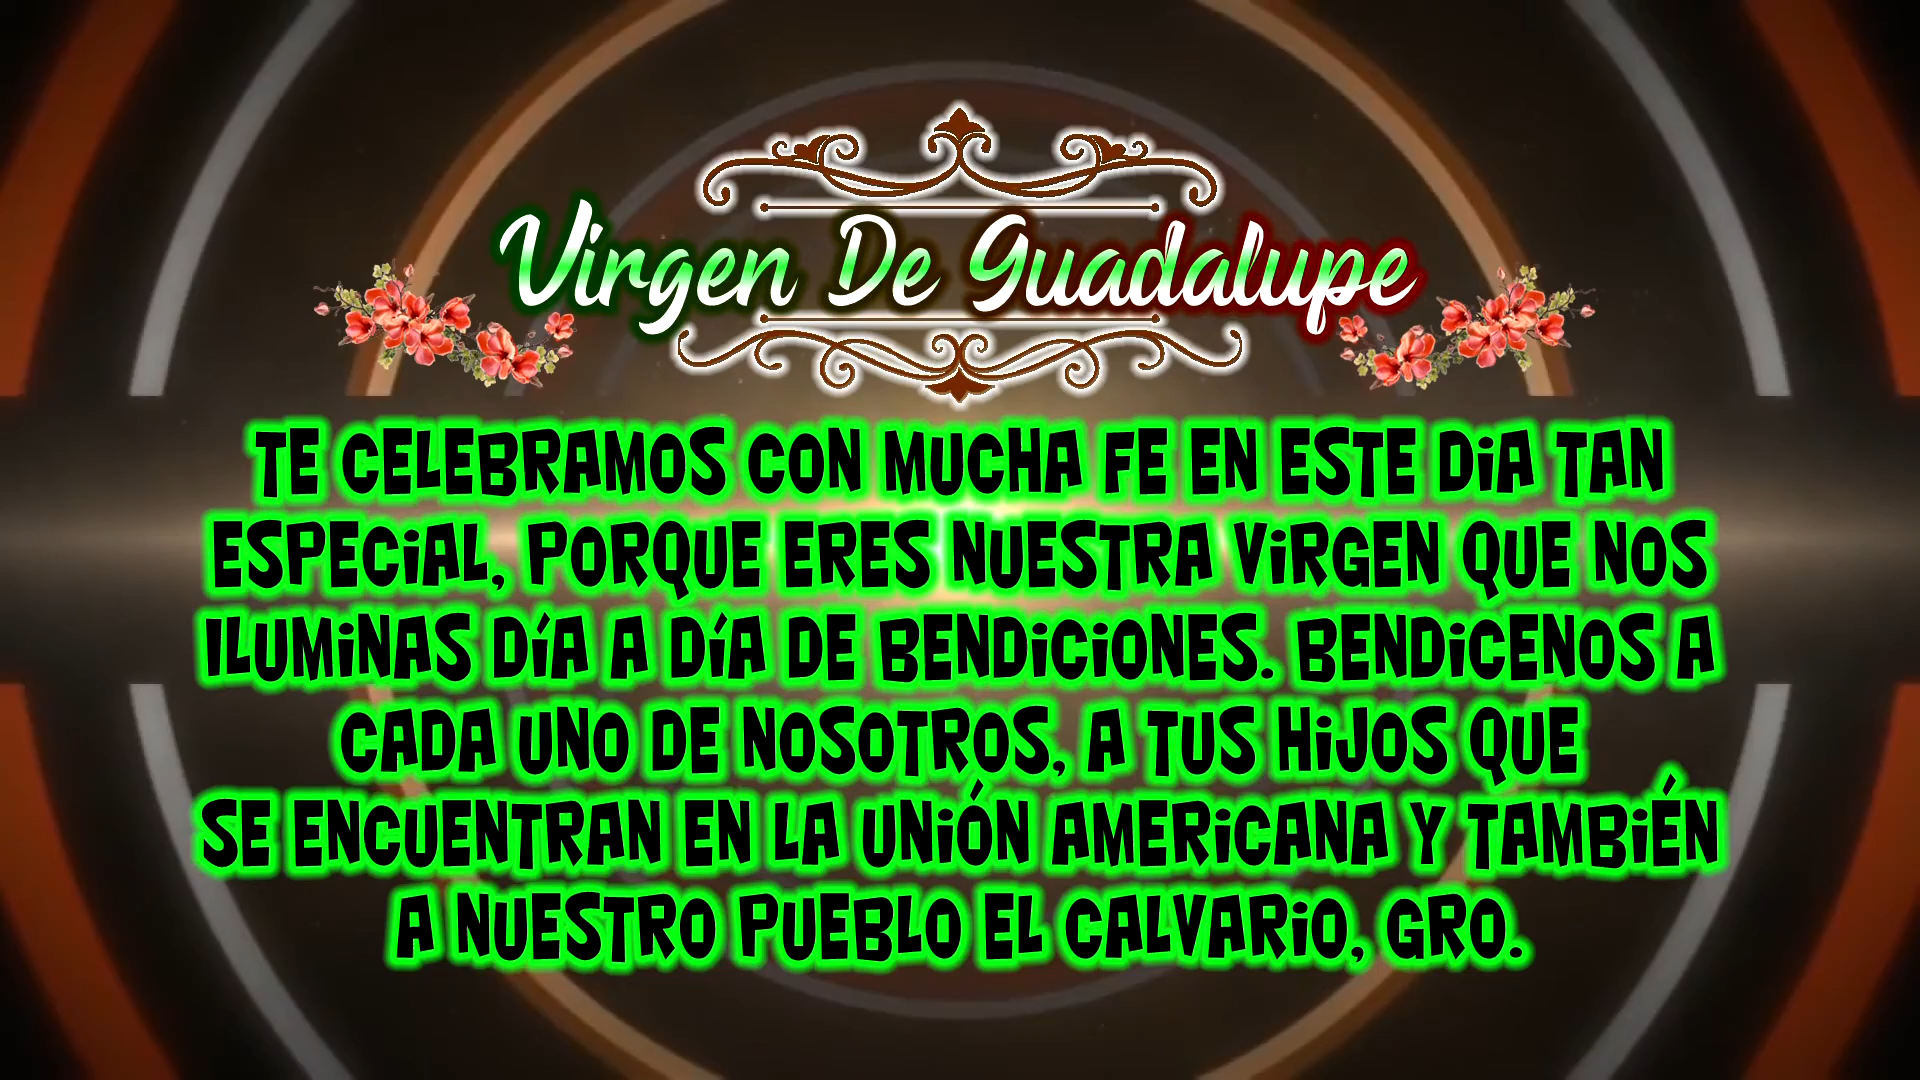 Virgen De Guadalupe
TE CELEBRAMOS CON MUCHA FE EN ESTE DIA TAN
ESPECIAL, PORQUE ERES NUESTRA VIRGEN QUE NOS
ILUMINAS DÍA A DÍA DE BENDICIONES. BENDICENOS A
CADA UNO DE NOSOTROS, A TUS HIJOS QUE
SE ENCUENTRAN EN LA UNIÓN AMERICANA Y TAMBIÉN
A NUESTRO PUEBLO EL CALVARIO, GRO.